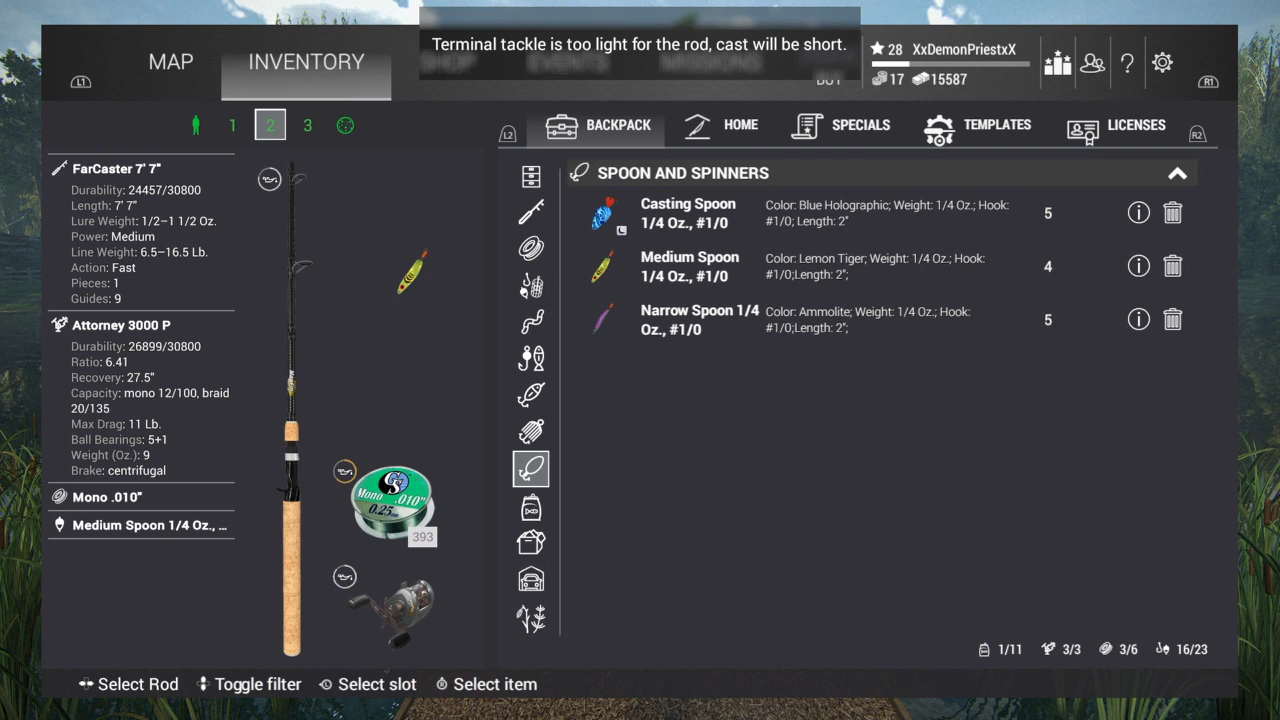 Terminal tackle is too light for the rod, cast will be short.
MAP
INVENTORY
SHOP
EVENTS
MISSIONS
BUY
28 XxDemonPriestxX
17 15587
L1
R1
1
2
3
L2
BACKPACK
HOME
SPECIALS
TEMPLATES
LICENSES
R2
FarCaster 7' 7"
Durability: 24457/30800
Length: 7' 7"
Lure Weight: 1/2–1 1/2 Oz.
Power: Medium
Line Weight: 6.5–16.5 Lb.
Action: Fast
Pieces: 1
Guides: 9
Attorney 3000 P
Durability: 26899/30800
Ratio: 6.41
Recovery: 27.5"
Capacity: mono 12/100, braid
20/135
Max Drag: 11 Lb.
Ball Bearings: 5+1
Weight (Oz.): 9
Brake: centrifugal
Mono .010"
Medium Spoon 1/4 Oz., ...
Mono .010"
0.25
393
SPOON AND SPINNERS
Casting Spoon
1/4 Oz., #1/0
Color: Blue Holographic; Weight: 1/4 Oz.; Hook:
#1/0; Length: 2"
5
Medium Spoon
1/4 Oz., #1/0
Color: Lemon Tiger; Weight: 1/4 Oz.; Hook:
#1/0;Length: 2";
4
Narrow Spoon 1/4
Oz., #1/0
Color: Ammolite; Weight: 1/4 Oz.; Hook:
#1/0;Length: 2";
5
1/11
3/3
3/6
16/23
Select Rod
Toggle filter
Select slot
Select item